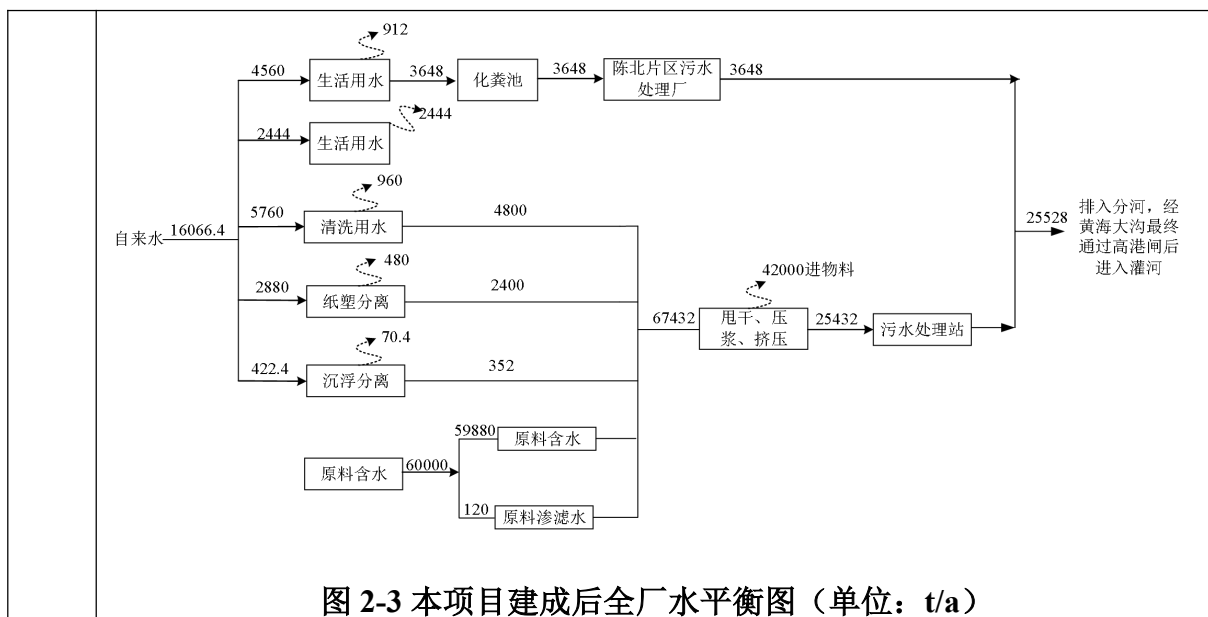 912
4560
生活用水
3648
化粪池
3648
陈北片区污水
处理厂
3648
2444
生活用水
2444
960
5760
清洗用水
4800
自来水
16066.4
480
2880
纸塑分离
2400
70.4
422.4
沉浮分离
352
67432
42000进物料
甩干、压
浆、挤压
25432
污水处理站
25528
排入分河，经
黄海大沟最终
通过高港闸后
进入灌河
原料含水
60000
59880
原料含水
120
原料渗滤水
图 2-3 本项目建成后全厂水平衡图（单位：t/a）